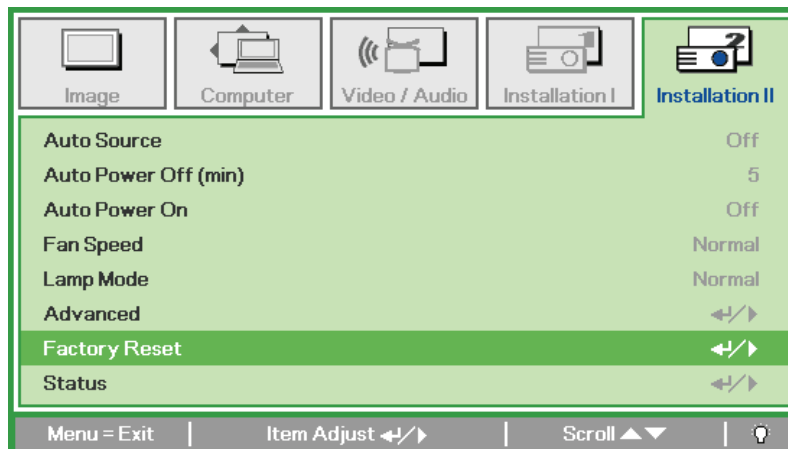 Image Computer Video / Audio Installation I Installation II
Auto Source Off
Auto Power Off (min) 5
Auto Power On Off
Fan Speed Normal
Lamp Mode Normal
Advanced
Factory Reset
Status
Menu = Exit Item Adjust Scroll